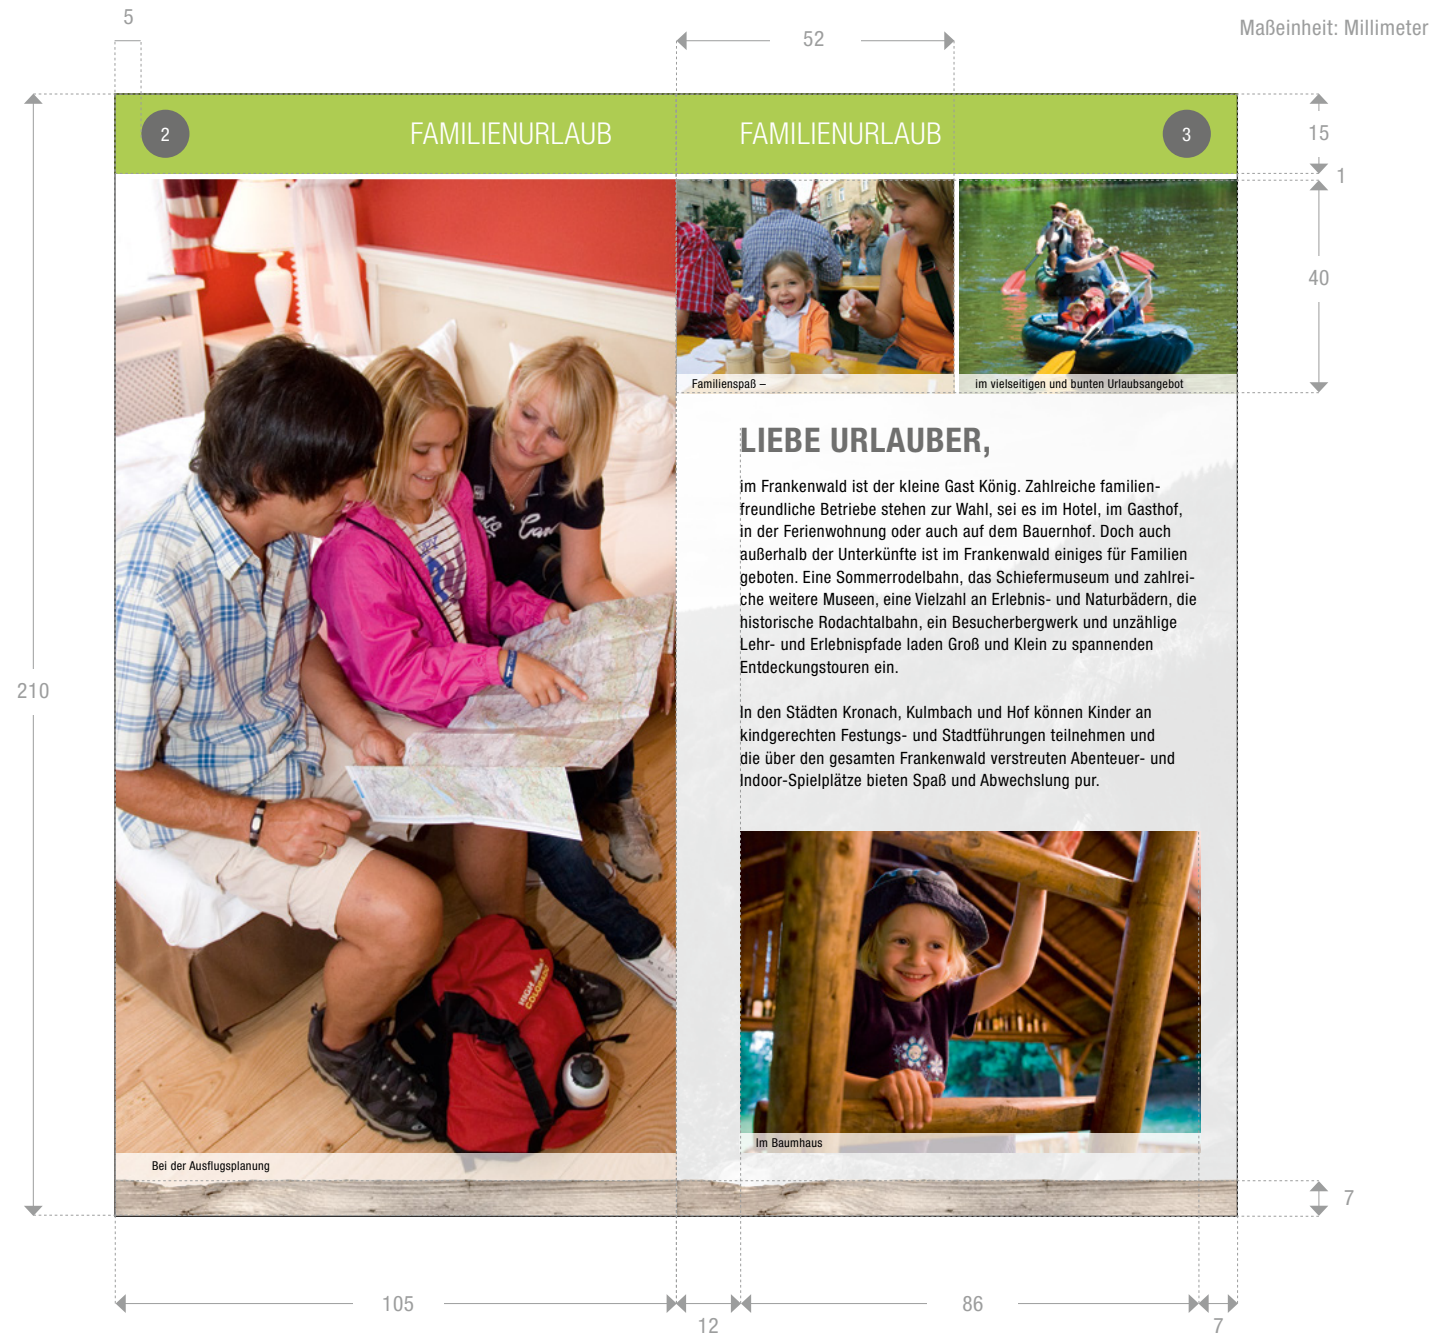 5
52
Maßeinheit: Millimeter
2
FAMILIENURLAUB
FAMILIENURLAUB
3
15
1
40
Familienspaß –
im vielseitigen und bunten Urlaubsangebot
LIEBE URLAUBER,
im Frankenwald ist der kleine Gast König. Zahlreiche familien-
freundliche Betriebe stehen zur Wahl, sei es im Hotel, im Gasthof,
in der Ferienwohnung oder auch auf dem Bauernhof. Doch auch
außerhalb der Unterkünfte ist im Frankenwald einiges für Familien
geboten. Eine Sommerrodelbahn, das Schiefermuseum und zahlrei-
che weitere Museen, eine Vielzahl an Erlebnis- und Naturbädern, die
historische Rodachtalbahn, ein Besucherbergwerk und unzählige
Lehr- und Erlebnispfade laden Groß und Klein zu spannenden
Entdeckungstouren ein.
In den Städten Kronach, Kulmbach und Hof können Kinder an
kindgerechten Festungs- und Stadtführungen teilnehmen und
die über den gesamten Frankenwald verstreuten Abenteuer- und
Indoor-Spielplätze bieten Spaß und Abwechslung pur.
210
HIGH
COLORADO
Im Baumhaus
Bei der Ausflugsplanung
7
105
12
86
7